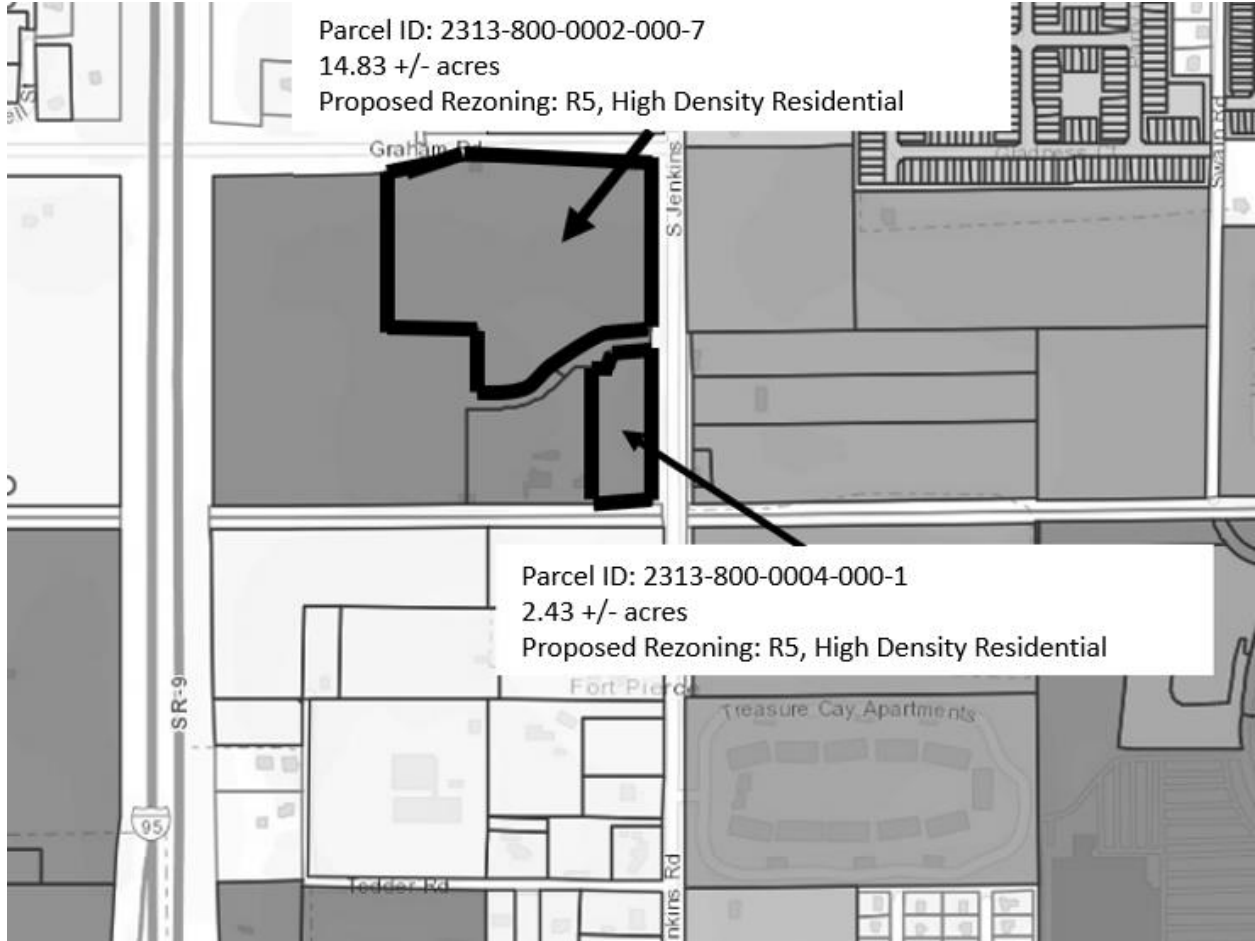 Parcel ID: 2313-800-0002-000-7
14.83 +/- acres
Proposed Rezoning: R5, High Density Residential
Graham Rd
Gladness Ct
Swain Rd
S Jenkins
Parcel ID: 2313-800-0004-000-1
2.43 +/- acres
Proposed Rezoning: R5, High Density Residential
Fort Pierce
SR-9
Treasure Cay Apartments
95
Tedder Rd
nkins Rd